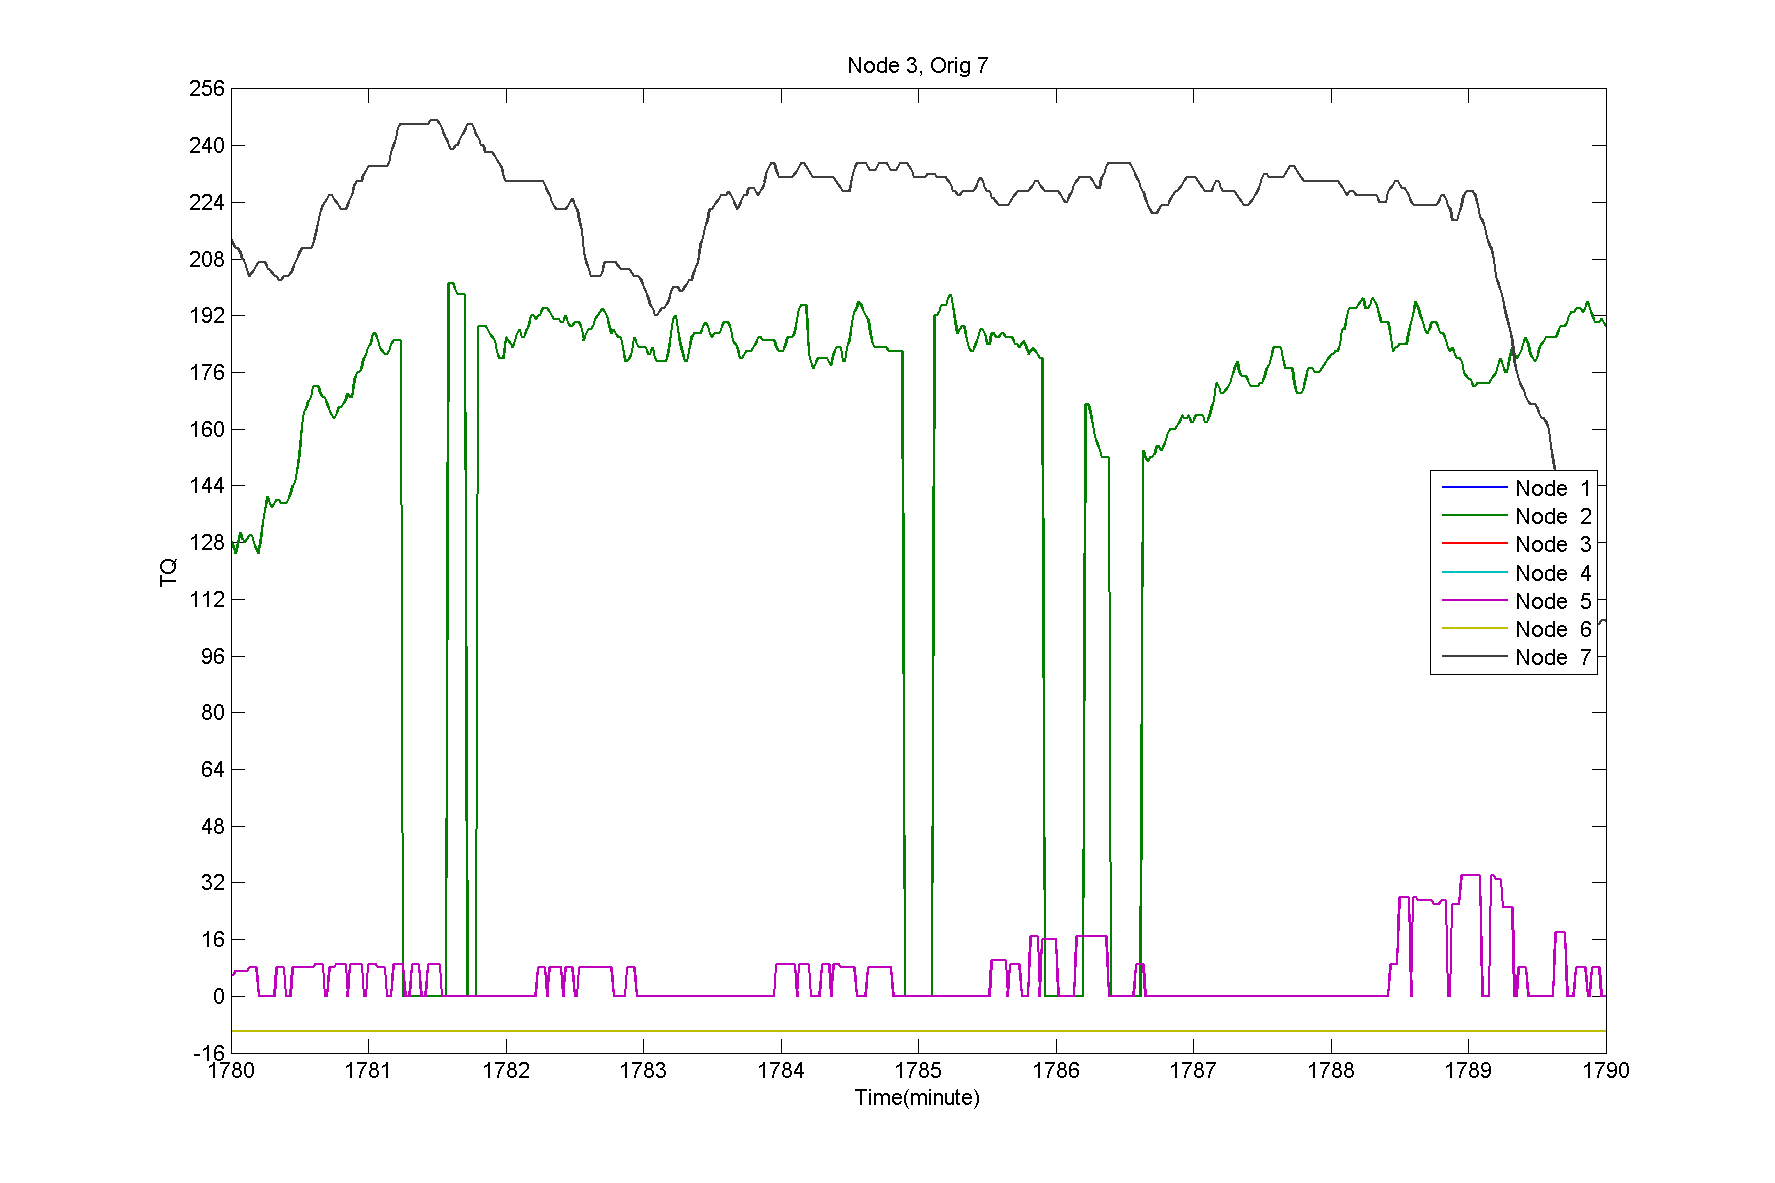 Node 3, Orig 7
256
240
224
208
192
176
160
144
128
112
96
80
64
48
32
16
0
-16
TQ
Node 1
Node 2
Node 3
Node 4
Node 5
Node 6
Node 7
1780 1781 1782 1783 1784 1785 1786 1787 1788 1789 1790
Time(minute)